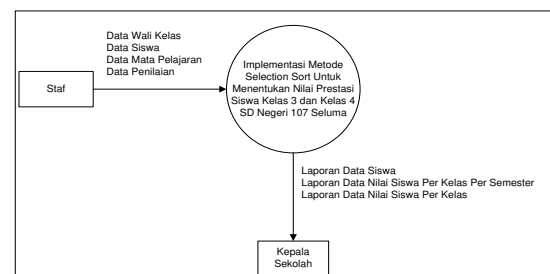 Data Wali Kelas
Data Siswa
Data Mata Pelajaran
Data Penilaian
Staf
Implementasi Metode
Selection Sort Untuk
Menentukan Nilai Prestasi
Siswa Kelas 3 dan Kelas 4
SD Negeri 107 Seluma
Laporan Data Siswa
Laporan Data Nilai Siswa Per Kelas Per Semester
Laporan Data Nilai Siswa Per Kelas
Kepala
Sekolah